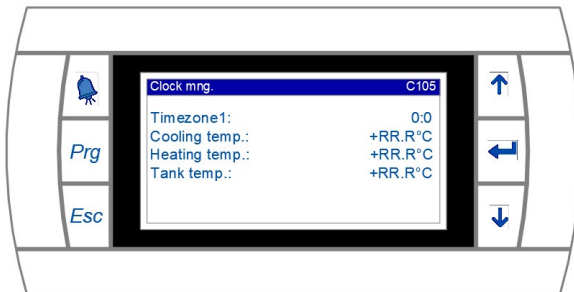 Clock mng. C105
Timezone1: 0:0
Cooling temp.: +RR.R°C
Heating temp.: +RR.R°C
Tank temp.: +RR.R°C
Prg
Esc